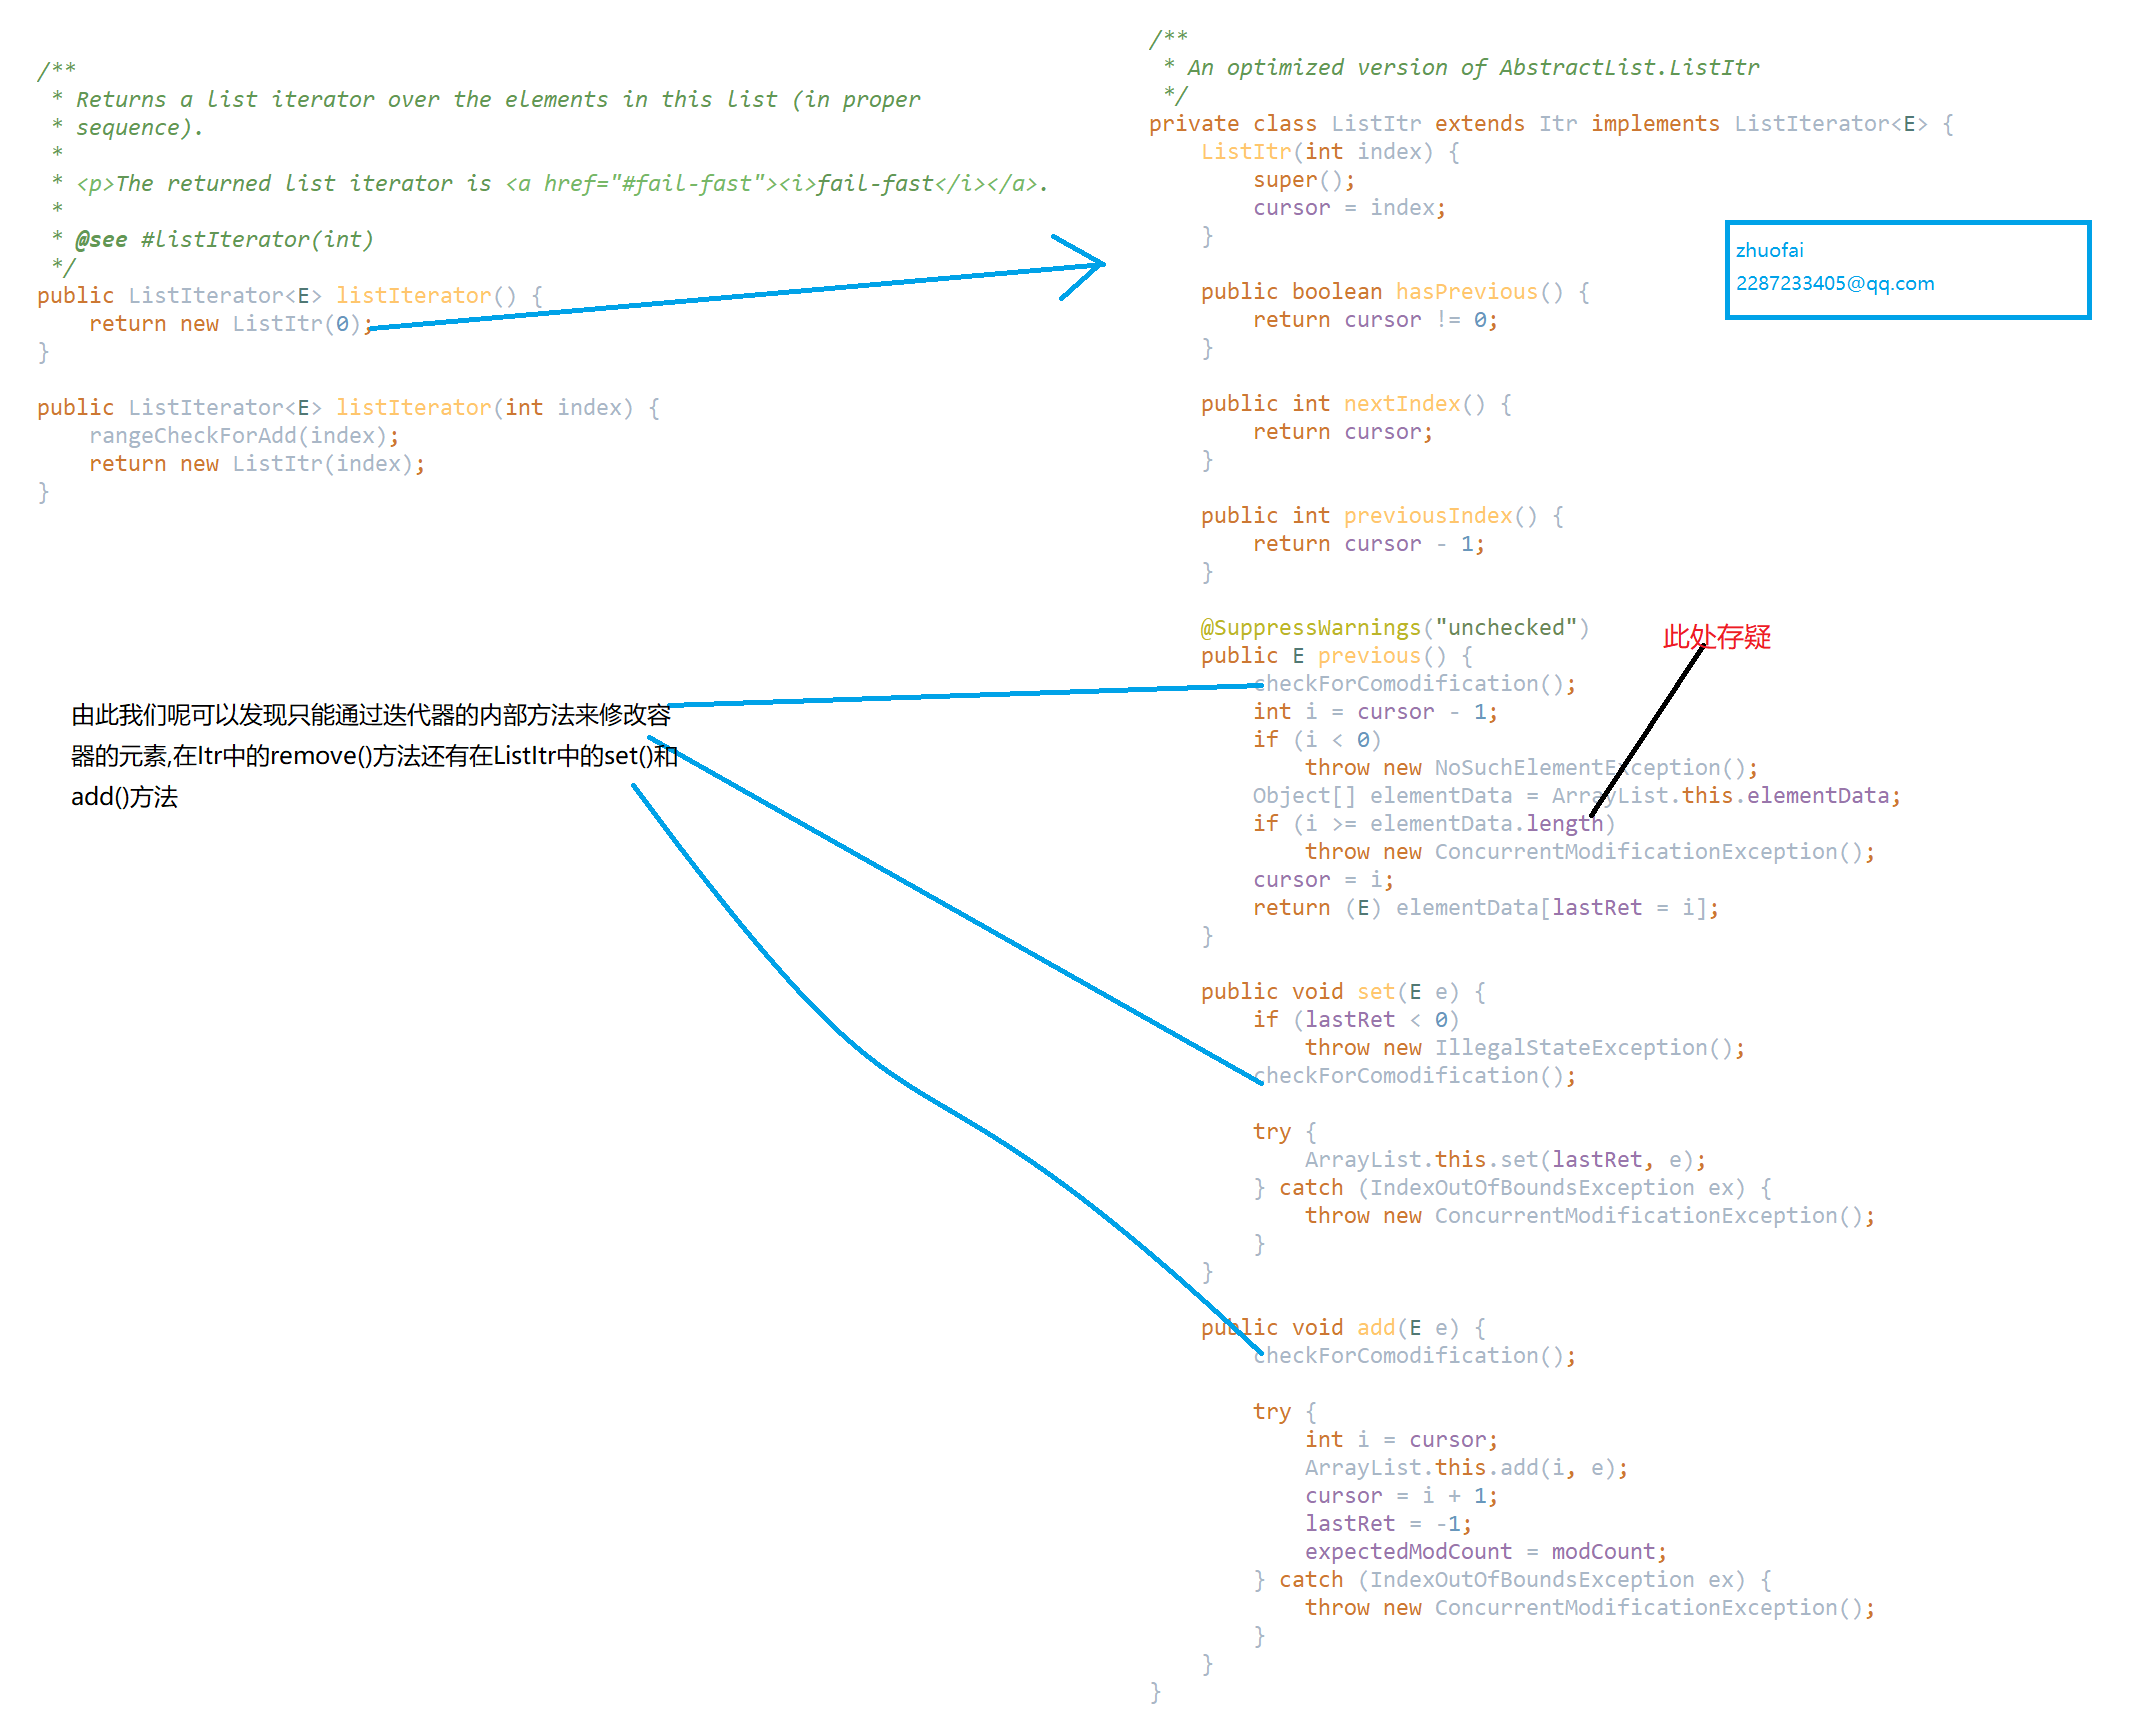 /**
 * Returns a list iterator over the elements in this list (in proper
 * sequence).
 *
 * <p>The returned list iterator is <a href="#fail-fast"><i>fail-fast</i></a>.
 *
 * @see #listIterator(int)
 */
public ListIterator<E> listIterator() {
    return new ListItr(0);
}

public ListIterator<E> listIterator(int index) {
    rangeCheckForAdd(index);
    return new ListItr(index);
}

由此我们呢可以发现只能通过迭代器的内部方法来修改容
器的元素,在Itr中的remove()方法还有在ListItr中的set()和
add()方法

/**
 * An optimized version of AbstractList.ListItr
 */
private class ListItr extends Itr implements ListIterator<E> {
    ListItr(int index) {
        super();
        cursor = index;
    }

zhuofai
2287233405@qq.com

    public boolean hasPrevious() {
        return cursor != 0;
    }

    public int nextIndex() {
        return cursor;
    }

    public int previousIndex() {
        return cursor - 1;
    }

    @SuppressWarnings("unchecked")
此处存疑
    public E previous() {
        checkForComodification();
        int i = cursor - 1;
        if (i < 0)
            throw new NoSuchElementException();
        Object[] elementData = ArrayList.this.elementData;
        if (i >= elementData.length)
            throw new ConcurrentModificationException();
        cursor = i;
        return (E) elementData[lastRet = i];
    }

    public void set(E e) {
        if (lastRet < 0)
            throw new IllegalStateException();
        checkForComodification();

        try {
            ArrayList.this.set(lastRet, e);
        } catch (IndexOutOfBoundsException ex) {
            throw new ConcurrentModificationException();
        }
    }

    public void add(E e) {
        checkForComodification();

        try {
            int i = cursor;
            ArrayList.this.add(i, e);
            cursor = i + 1;
            lastRet = -1;
            expectedModCount = modCount;
        } catch (IndexOutOfBoundsException ex) {
            throw new ConcurrentModificationException();
        }
    }
}